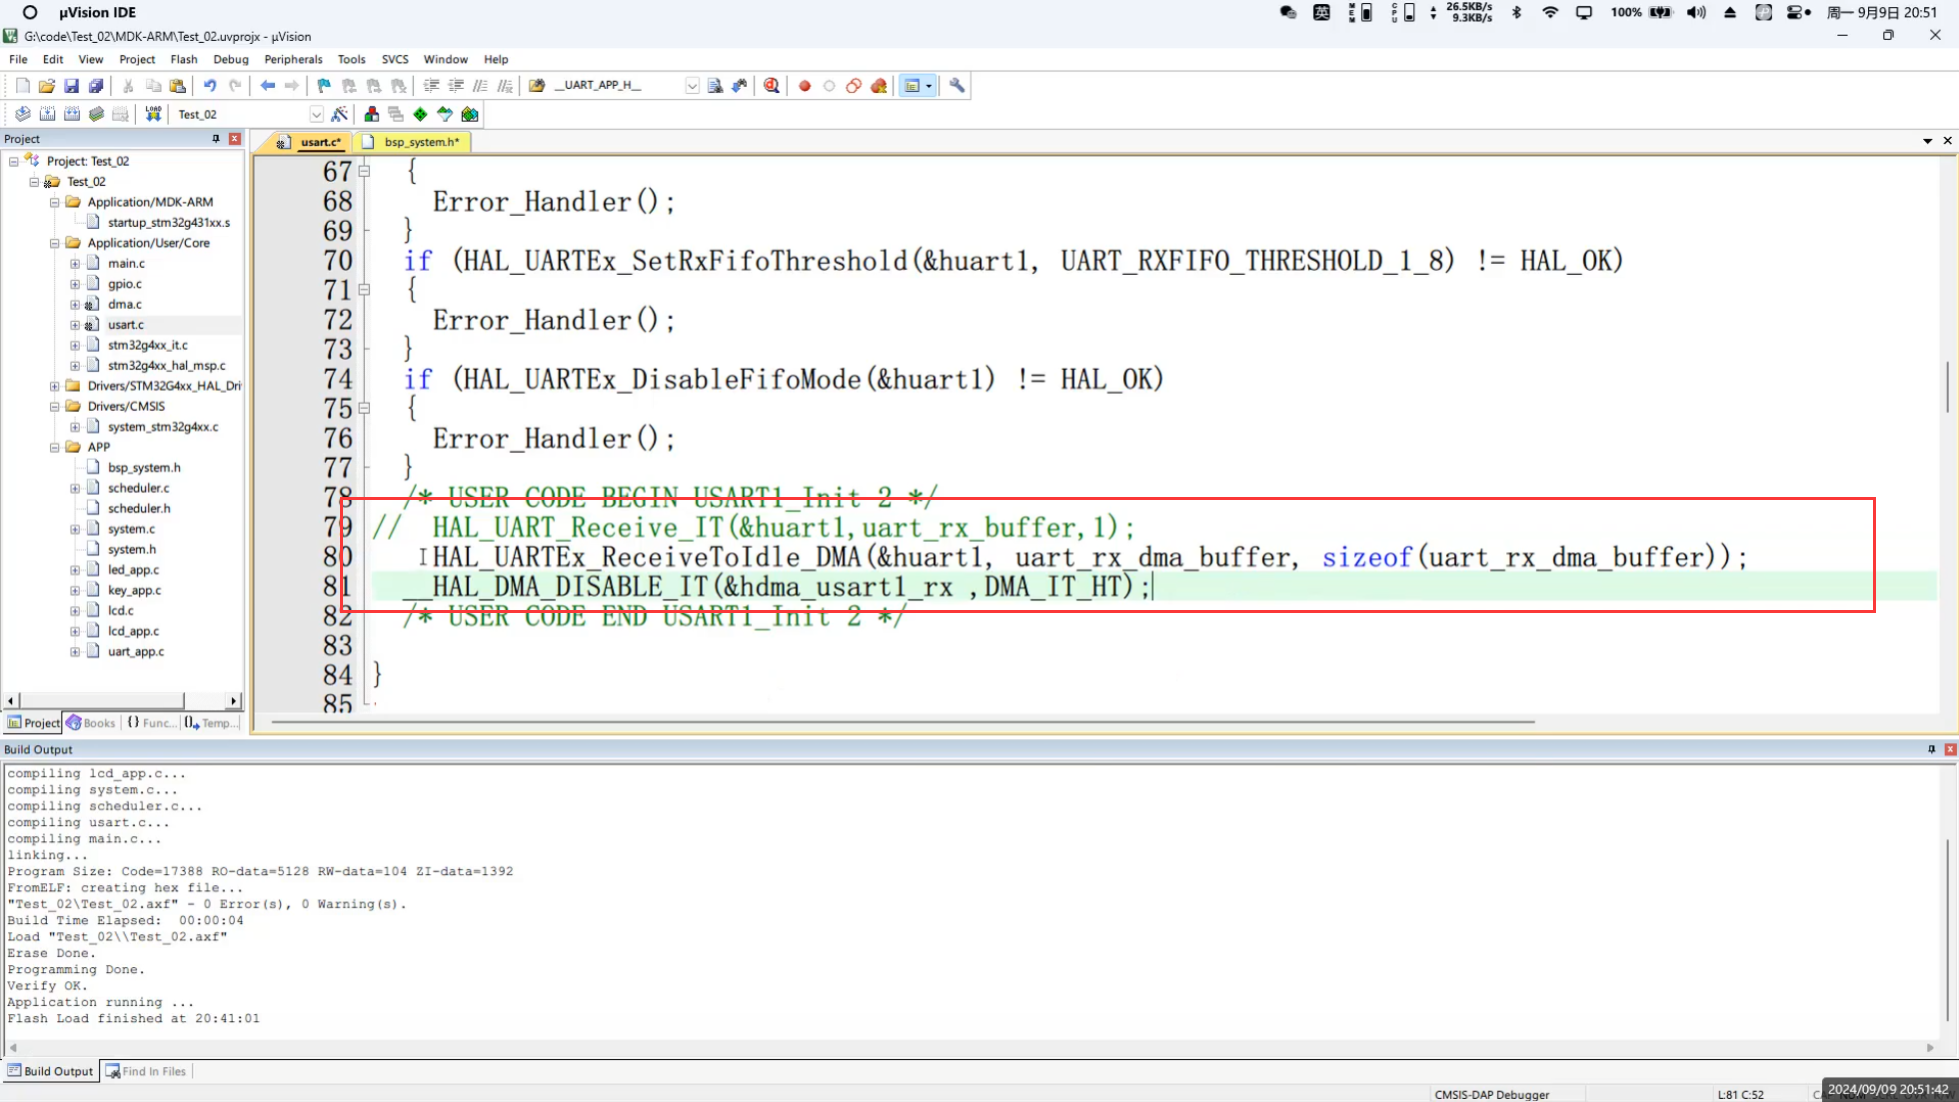 µVision IDE
英
MEM
CPU
26.5KB/s
9.3KB/s
100%
周一 9月9日 20:51
G:\code\Test_02\MDK-ARM\Test_02.uvprojx - µVision
File Edit View Project Flash Debug Peripherals Tools SVCS Window Help
__UART_APP_H__
LOAD
Test_02
Project
usart.c*
bsp_system.h*
Project: Test_02
Test_02
Application/MDK-ARM
startup_stm32g431xx.s
Application/User/Core
main.c
gpio.c
dma.c
usart.c
stm32g4xx_it.c
stm32g4xx_hal_msp.c
Drivers/STM32G4xx_HAL_Dri
Drivers/CMSIS
system_stm32g4xx.c
APP
bsp_system.h
scheduler.c
scheduler.h
system.c
system.h
led_app.c
key_app.c
lcd.c
lcd_app.c
uart_app.c
Project Books {} Func... Temp...
67 {
68 Error_Handler();
69 }
70 if (HAL_UARTEx_SetRxFifoThreshold(&huart1, UART_RXFIFO_THRESHOLD_1_8) != HAL_OK)
71 {
72 Error_Handler();
73 }
74 if (HAL_UARTEx_DisableFifoMode(&huart1) != HAL_OK)
75 {
76 Error_Handler();
77 }
78 /* USER CODE BEGIN USART1_Init 2 */
79 // HAL_UART_Receive_IT(&huart1,uart_rx_buffer,1);
80 HAL_UARTEx_ReceiveToIdle_DMA(&huart1, uart_rx_dma_buffer, sizeof(uart_rx_dma_buffer));
81 __HAL_DMA_DISABLE_IT(&hdma_usart1_rx ,DMA_IT_HT);
82 /* USER CODE END USART1_Init 2 */
83
84 }
85
Build Output
compiling lcd_app.c...
compiling system.c...
compiling scheduler.c...
compiling usart.c...
compiling main.c...
linking...
Program Size: Code=17388 RO-data=5128 RW-data=104 ZI-data=1392
FromELF: creating hex file...
"Test_02\Test_02.axf" - 0 Error(s), 0 Warning(s).
Build Time Elapsed:  00:00:04
Load "Test_02\\Test_02.axf"
Erase Done.
Programming Done.
Verify OK.
Application running ...
Flash Load finished at 20:41:01
Build Output Find In Files
CMSIS-DAP Debugger
L:81 C:52
2024/09/09 20:51:42